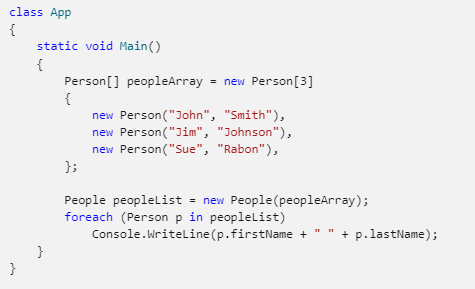 class App
{
    static void Main()
    {
        Person[] peopleArray = new Person[3]
        {
            new Person("John", "Smith"),
            new Person("Jim", "Johnson"),
            new Person("Sue", "Rabon"),
        };

        People peopleList = new People(peopleArray);
        foreach (Person p in peopleList)
            Console.WriteLine(p.firstName + " " + p.lastName);
    }
}